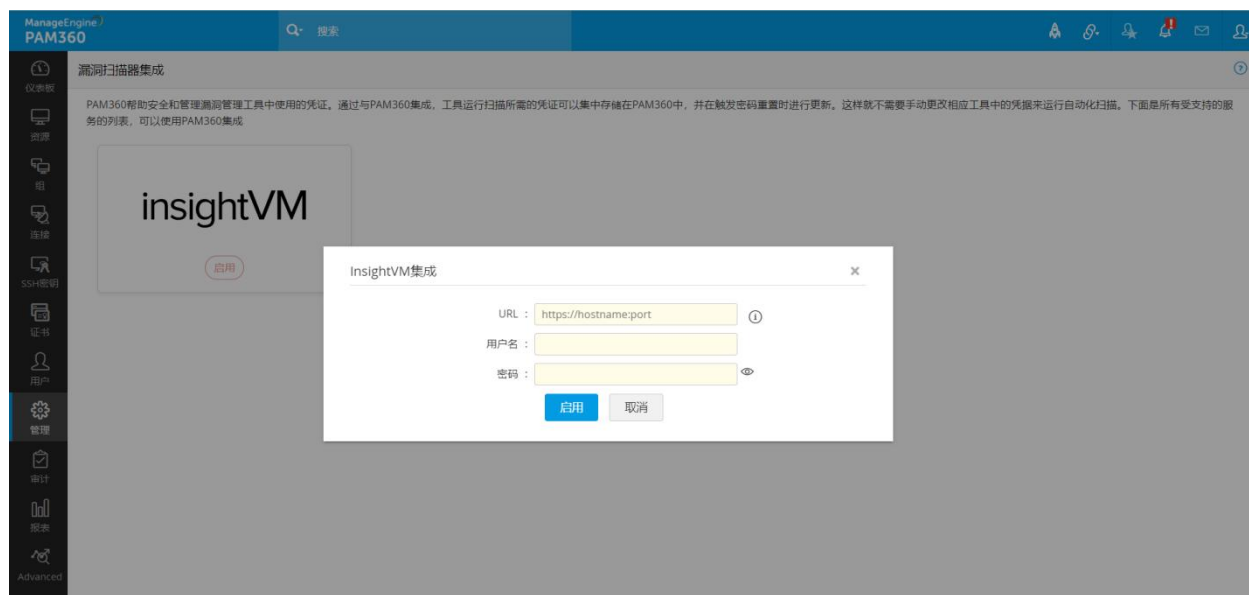 ManageEngine
PAM360
搜索
仪表板
资源
组
连接
SSH密钥
证书
用户
管理
审计
报表
Advanced
漏洞扫描器集成
PAM360帮助安全和管理漏洞管理工具中使用的凭证。通过与PAM360集成，工具运行扫描所需的凭证可以集中存储在PAM360中，并在触发密码重置时进行更新。这样就不需要手动更改相应工具中的凭据来运行自动化扫描。下面是所有受支持的服
务的列表，可以使用PAM360集成
insightVM
启用
InsightVM集成
URL : https://hostname:port
用户名 :
密码 :
启用 取消